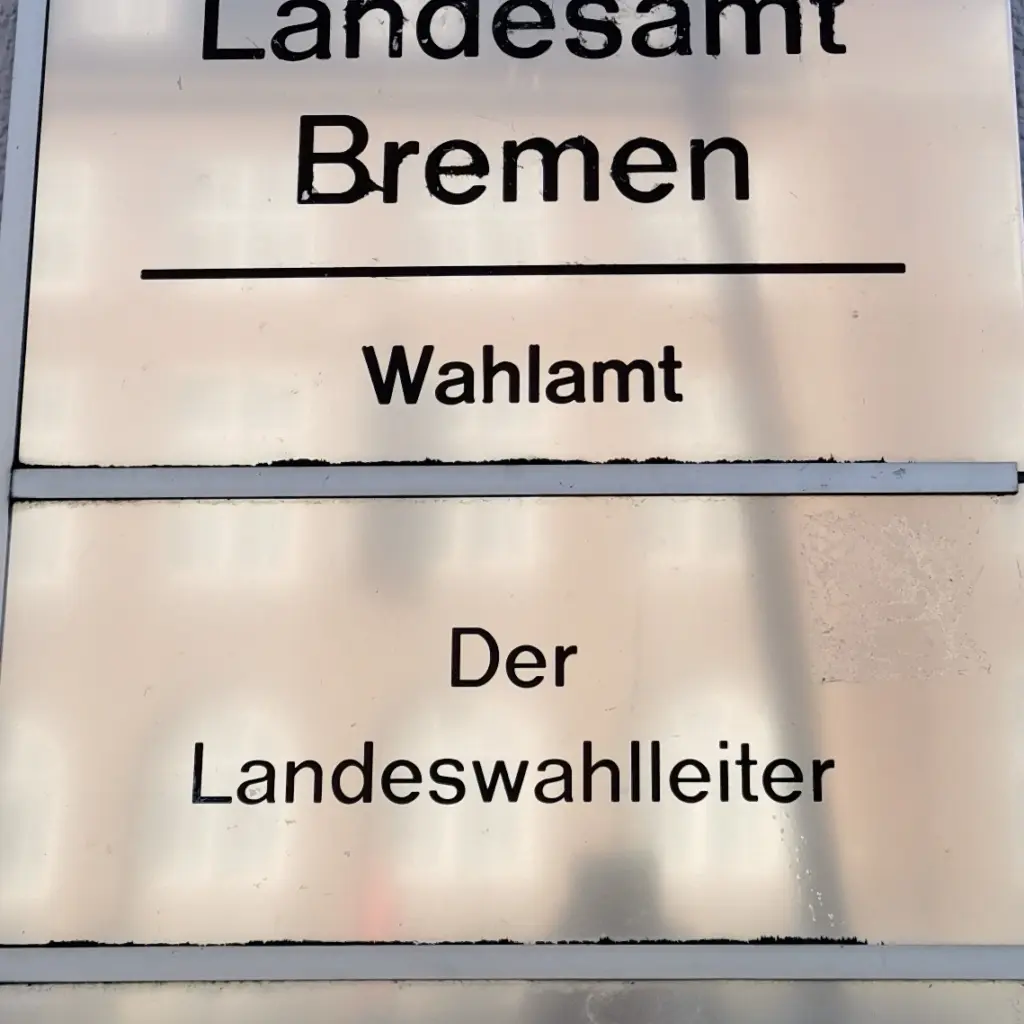 Landesamt
Bremen
Wahlamt
Der
Landeswahlleiter